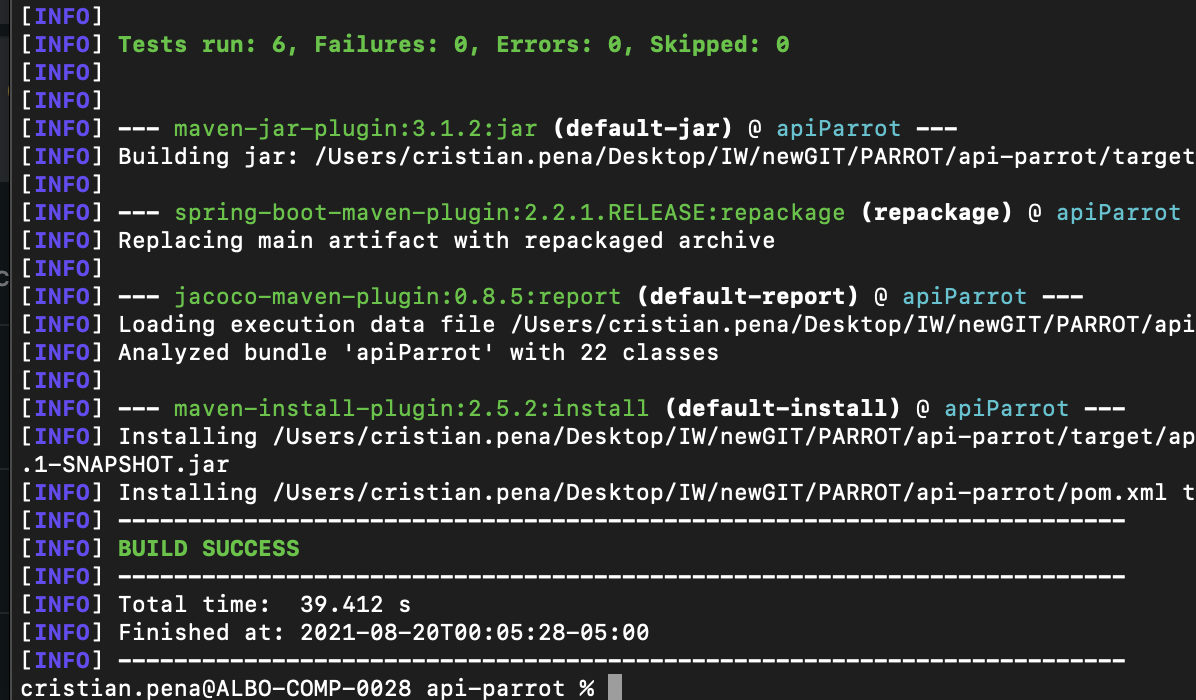 [INFO]
[INFO] Tests run: 6, Failures: 0, Errors: 0, Skipped: 0
[INFO]
[INFO]
[INFO] --- maven-jar-plugin:3.1.2:jar (default-jar) @ apiParrot ---
[INFO] Building jar: /Users/cristian.pena/Desktop/IW/newGIT/PARROT/api-parrot/target
[INFO]
[INFO] --- spring-boot-maven-plugin:2.2.1.RELEASE:repackage (repackage) @ apiParrot
[INFO] Replacing main artifact with repackaged archive
[INFO]
[INFO] --- jacoco-maven-plugin:0.8.5:report (default-report) @ apiParrot ---
[INFO] Loading execution data file /Users/cristian.pena/Desktop/IW/newGIT/PARROT/api
[INFO] Analyzed bundle 'apiParrot' with 22 classes
[INFO]
[INFO] --- maven-install-plugin:2.5.2:install (default-install) @ apiParrot ---
[INFO] Installing /Users/cristian.pena/Desktop/IW/newGIT/PARROT/api-parrot/target/ap
.1-SNAPSHOT.jar
[INFO] Installing /Users/cristian.pena/Desktop/IW/newGIT/PARROT/api-parrot/pom.xml t
[INFO] ------------------------------------------------------------------------
[INFO] BUILD SUCCESS
[INFO] ------------------------------------------------------------------------
[INFO] Total time:  39.412 s
[INFO] Finished at: 2021-08-20T00:05:28-05:00
[INFO] ------------------------------------------------------------------------
cristian.pena@ALBO-COMP-0028 api-parrot %